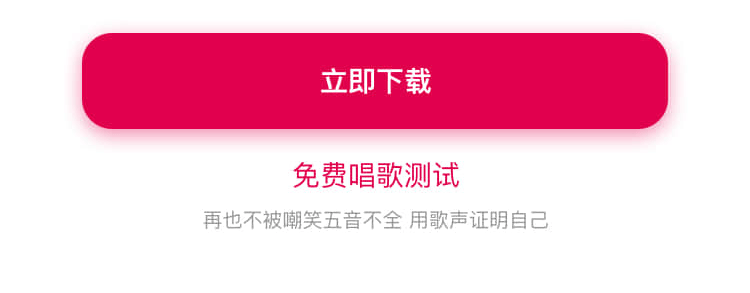 立即下载
免费唱歌测试
再也不被嘲笑五音不全 用歌声证明自己